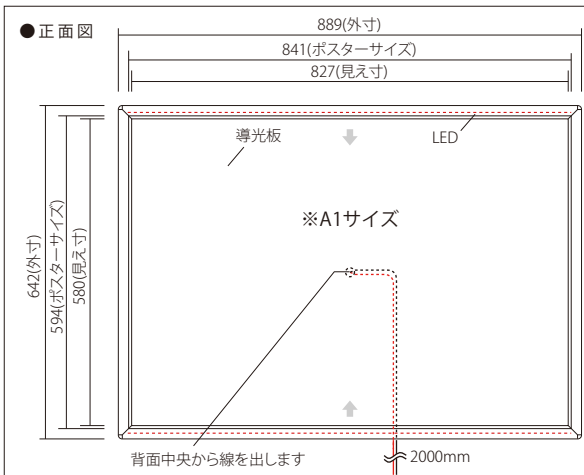 ●正面図
889(外寸)
841(ポスターサイズ)
827(見え寸)
導光板
LED
※A1サイズ
642(外寸)
594(ポスターサイズ)
580(見え寸)
背面中央から線を出します
2000mm